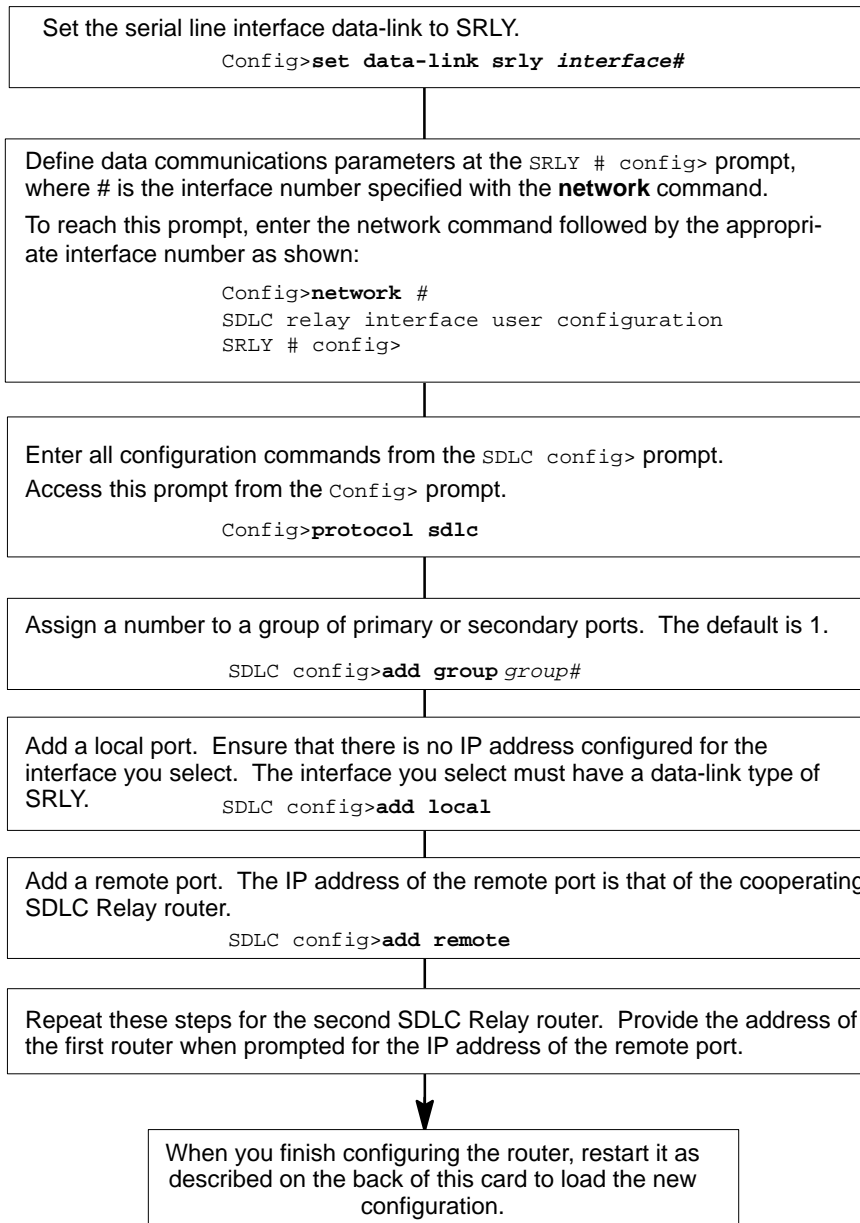 Set the serial line interface data-link to SRLY.
Config>set data-link srly interface#
Define data communications parameters at the SRLY # config> prompt,
where # is the interface number specified with the network command.
To reach this prompt, enter the network command followed by the appropri-
ate interface number as shown:
Config>network #
SDLC relay interface user configuration
SRLY # config>
Enter all configuration commands from the SDLC config> prompt.
Access this prompt from the Config> prompt.
Config>protocol sdlc
Assign a number to a group of primary or secondary ports. The default is 1.
SDLC config>add group group#
Add a local port. Ensure that there is no IP address configured for the
interface you select. The interface you select must have a data-link type of
SRLY.
SDLC config>add local
Add a remote port. The IP address of the remote port is that of the cooperating
SDLC Relay router.
SDLC config>add remote
Repeat these steps for the second SDLC Relay router. Provide the address of
the first router when prompted for the IP address of the remote port.
When you finish configuring the router, restart it as
described on the back of this card to load the new
configuration.